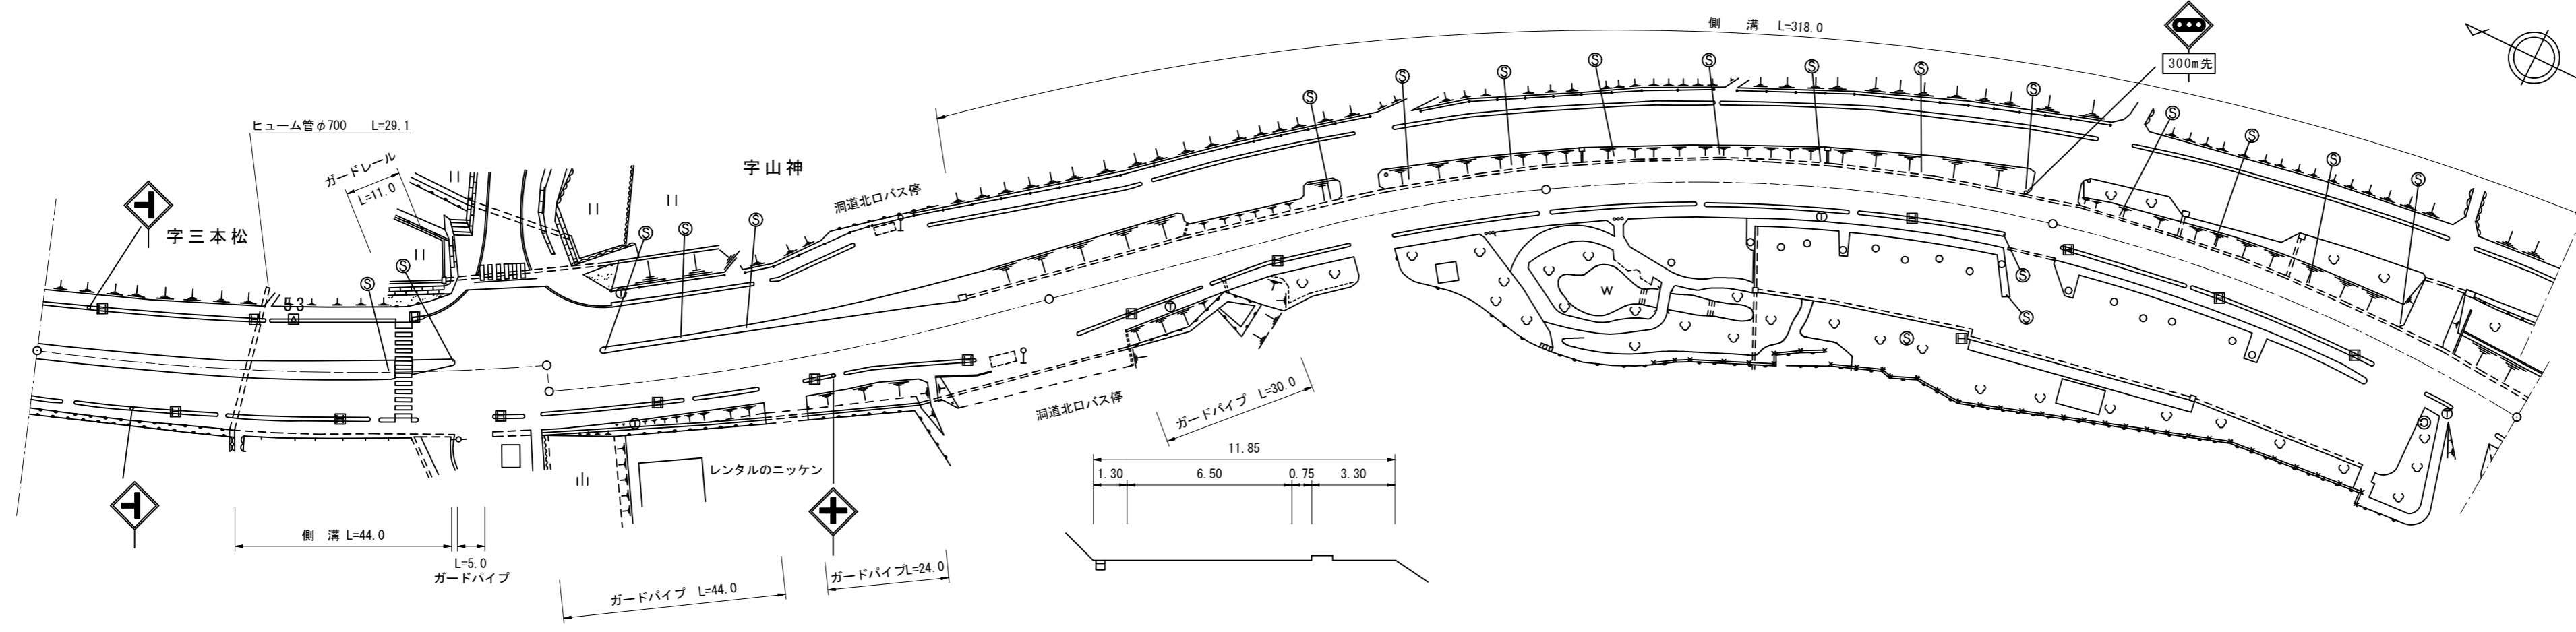 側　溝　L=318.0
300m先
ヒューム管φ700　L=29.1
ガードレール
L=11.0
字三本松
字山神
洞道北口バス停
53
W
レンタルのニッケン
洞道北口バス停
ガードパイプ　L=30.0
側　溝 L=44.0
L=5.0
ガードパイプ
ガードパイプ　L=44.0
ガードパイプL=24.0
11.85
1.30　6.50　0.75　3.30